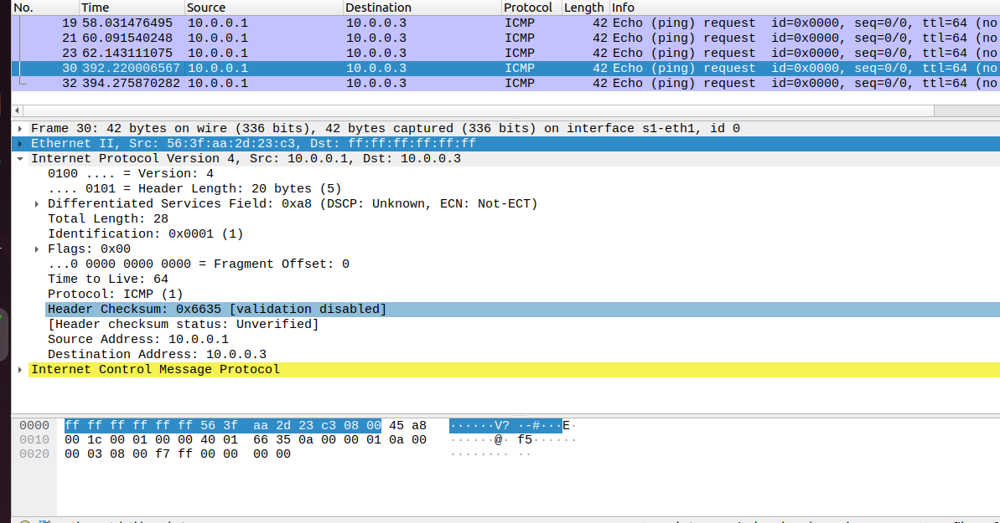 No. Time Source Destination Protocol Length Info
19 58.031476495 10.0.0.1 10.0.0.3 ICMP 42 Echo (ping) request id=0x0000, seq=0/0, ttl=64 (no
21 60.091540248 10.0.0.1 10.0.0.3 ICMP 42 Echo (ping) request id=0x0000, seq=0/0, ttl=64 (no
23 62.143111075 10.0.0.1 10.0.0.3 ICMP 42 Echo (ping) request id=0x0000, seq=0/0, ttl=64 (no
30 392.220006567 10.0.0.1 10.0.0.3 ICMP 42 Echo (ping) request id=0x0000, seq=0/0, ttl=64 (no
32 394.275870282 10.0.0.1 10.0.0.3 ICMP 42 Echo (ping) request id=0x0000, seq=0/0, ttl=64 (no
Frame 30: 42 bytes on wire (336 bits), 42 bytes captured (336 bits) on interface s1-eth1, id 0
Ethernet II, Src: 56:3f:aa:2d:23:c3, Dst: ff:ff:ff:ff:ff:ff
Internet Protocol Version 4, Src: 10.0.0.1, Dst: 10.0.0.3
0100 .... = Version: 4
.... 0101 = Header Length: 20 bytes (5)
Differentiated Services Field: 0xa8 (DSCP: Unknown, ECN: Not-ECT)
Total Length: 28
Identification: 0x0001 (1)
Flags: 0x00
...0 0000 0000 0000 = Fragment Offset: 0
Time to Live: 64
Protocol: ICMP (1)
Header Checksum: 0x6635 [validation disabled]
[Header checksum status: Unverified]
Source Address: 10.0.0.1
Destination Address: 10.0.0.3
Internet Control Message Protocol
0000 ff ff ff ff ff ff 56 3f aa 2d 23 c3 08 00 45 a8 ······V? ·-#···E·
0010 00 1c 00 01 00 00 40 01 66 35 0a 00 00 01 0a 00 ······@· f5······
0020 00 03 08 00 f7 ff 00 00 00 00 ········ ··